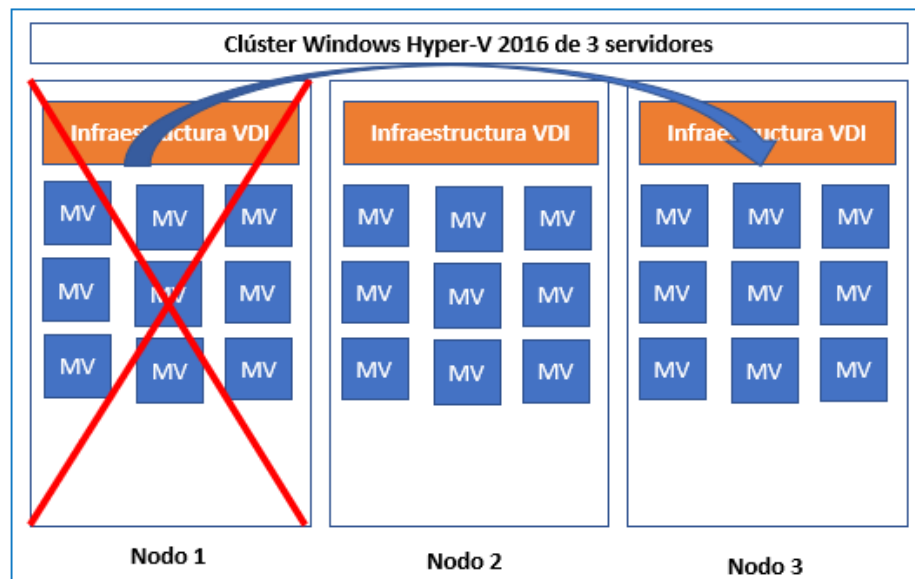 Clúster Windows Hyper-V 2016 de 3 servidores
Infraestructura VDI
MV MV MV
MV MV MV
MV MV MV
Nodo 1
Infraestructura VDI
MV MV MV
MV MV MV
MV MV MV
Nodo 2
Infraestructura VDI
MV MV MV
MV MV MV
MV MV MV
Nodo 3